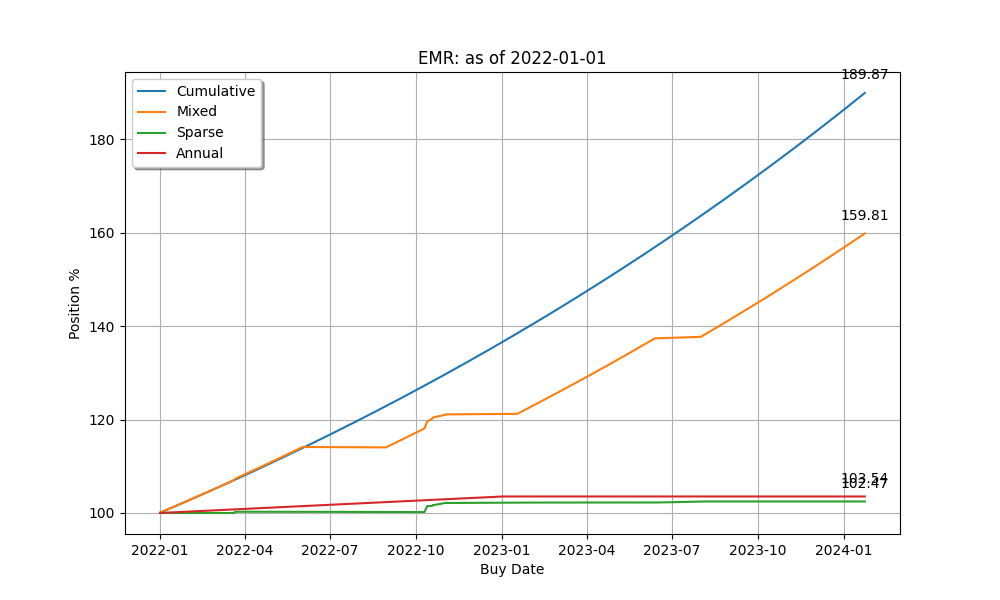 EMR: as of 2022-01-01
Cumulative
Mixed
Sparse
Annual
189.87
159.81
103.54
102.47
180
160
140
120
100
Position %
2022-01 2022-04 2022-07 2022-10 2023-01 2023-04 2023-07 2023-10 2024-01
Buy Date